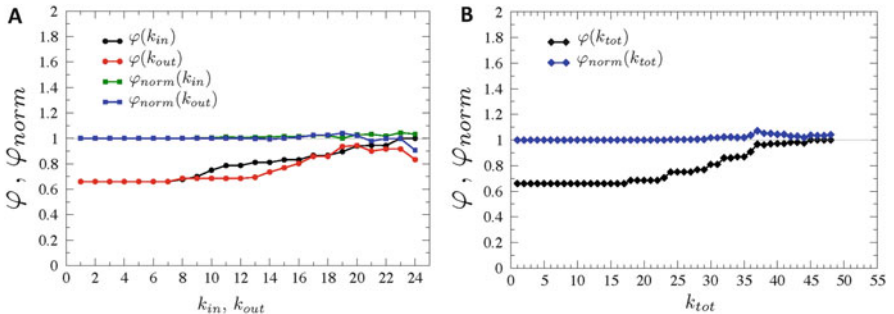 A
B
φ , φnorm
2
1.8
1.6
1.4
1.2
1
0.8
0.6
0.4
0.2
0
φ(k_in)
φ(k_out)
φ_norm(k_in)
φ_norm(k_out)
0 2 4 6 8 10 12 14 16 18 20 22 24 26
k_in, k_out
φ , φnorm
2
1.8
1.6
1.4
1.2
1
0.8
0.6
0.4
0.2
0
φ(k_tot)
φ_norm(k_tot)
0 5 10 15 20 25 30 35 40 45 50 55
k_tot